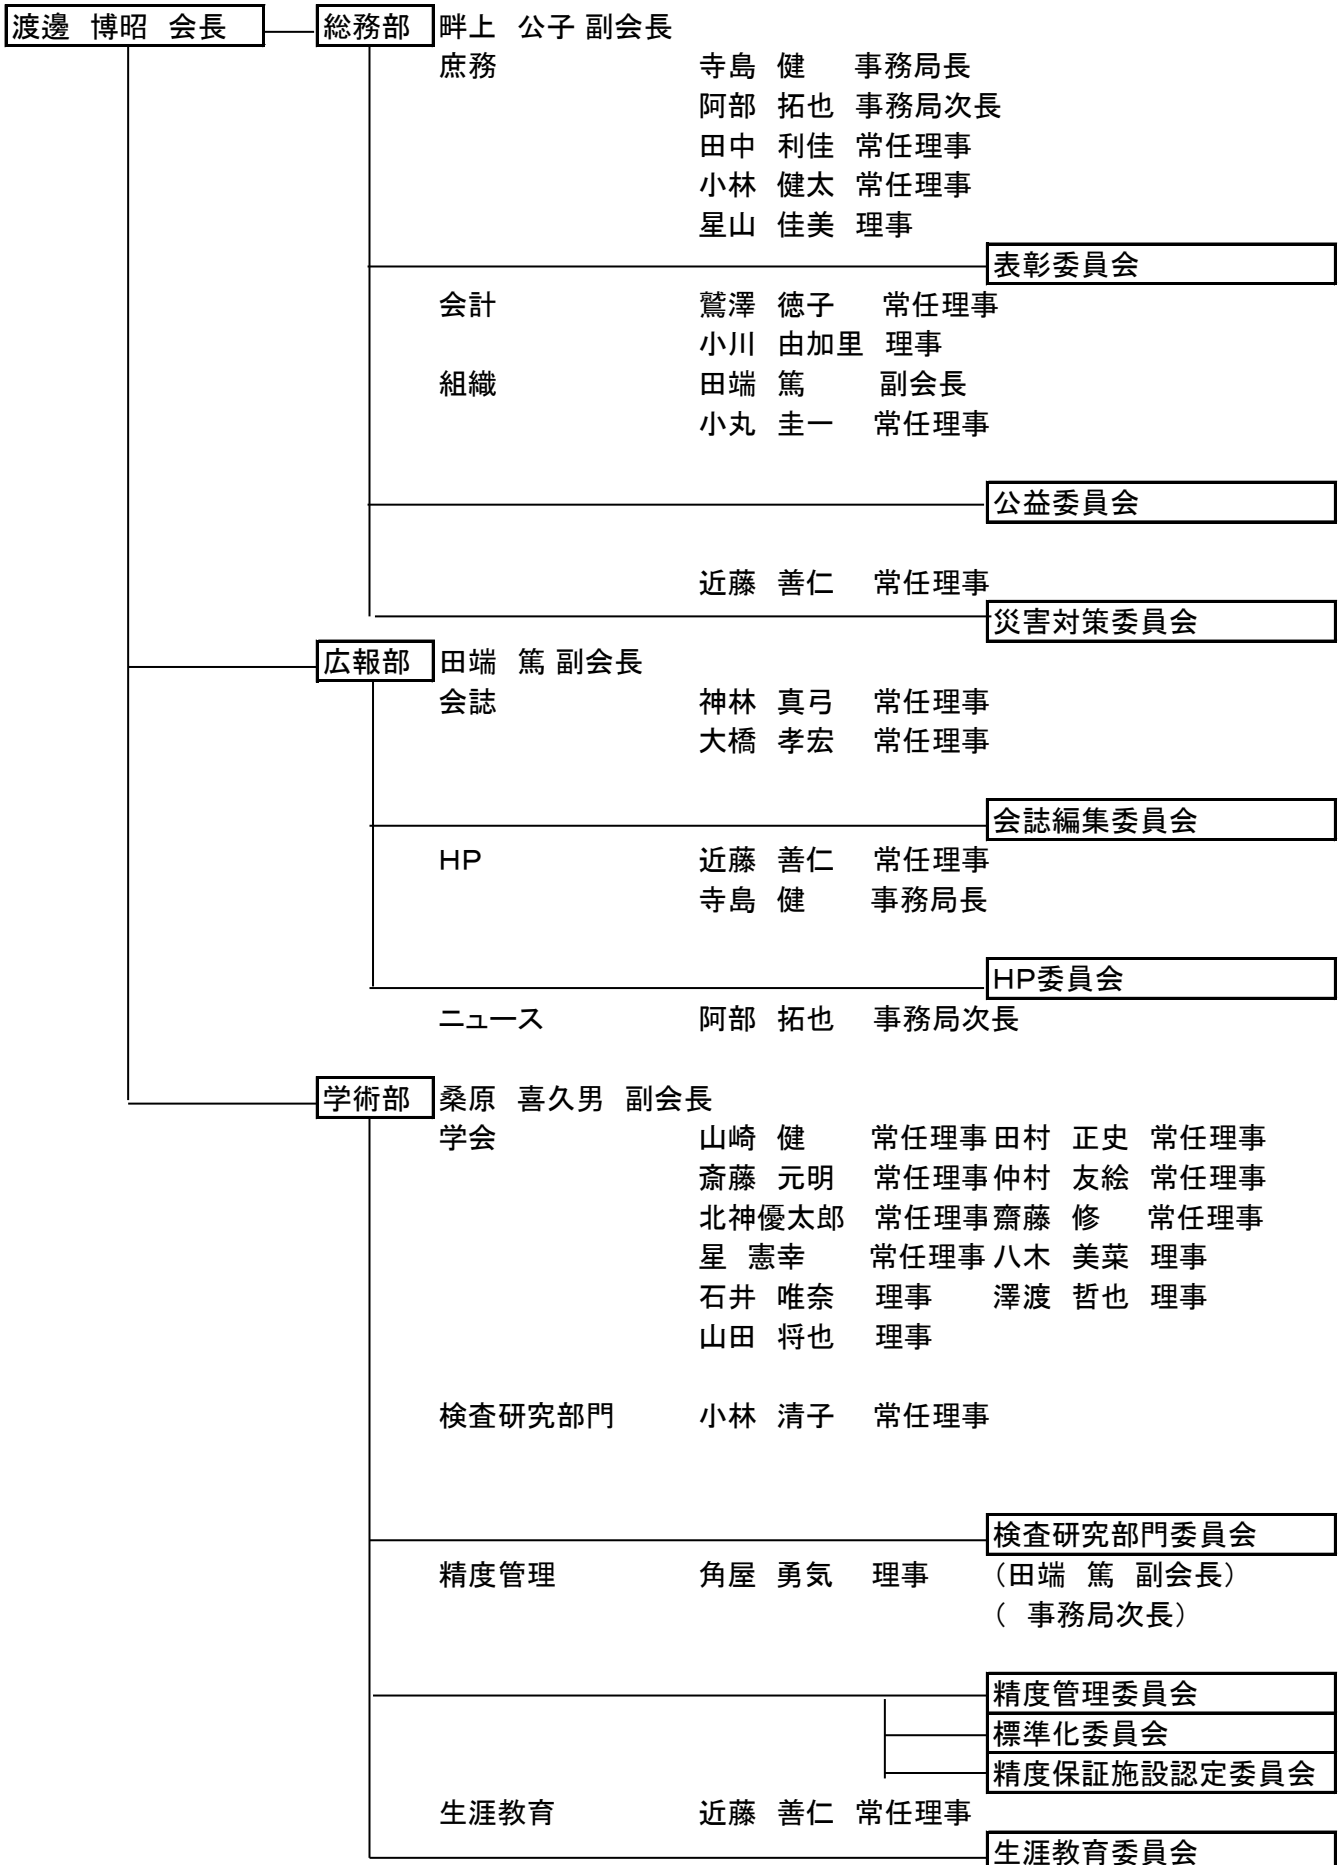 渡邊 博昭 会長 総務部 畔上 公子 副会長
庶務 寺島 健 事務局長
阿部 拓也 事務局次長
田中 利佳 常任理事
小林 健太 常任理事
星山 佳美 理事
表彰委員会
会計 鷲澤 徳子 常任理事
小川 由加里 理事
組織 田端 篤 副会長
小丸 圭一 常任理事
公益委員会
近藤 善仁 常任理事
災害対策委員会
広報部 田端 篤 副会長
会誌 神林 真弓 常任理事
大橋 孝宏 常任理事
会誌編集委員会
HP 近藤 善仁 常任理事
寺島 健 事務局長
HP委員会
ニュース 阿部 拓也 事務局次長
学術部 桑原 喜久男 副会長
学会 山崎 健 常任理事 田村 正史 常任理事
斎藤 元明 常任理事 仲村 友絵 常任理事
北神優太郎 常任理事 齋藤 修 常任理事
星 憲幸 常任理事 八木 美菜 理事
石井 唯奈 理事 澤渡 哲也 理事
山田 将也 理事
検査研究部門 小林 清子 常任理事
検査研究部門委員会
精度管理 角屋 勇気 理事 （田端 篤 副会長）
（ 事務局次長）
精度管理委員会
標準化委員会
精度保証施設認定委員会
生涯教育 近藤 善仁 常任理事
生涯教育委員会